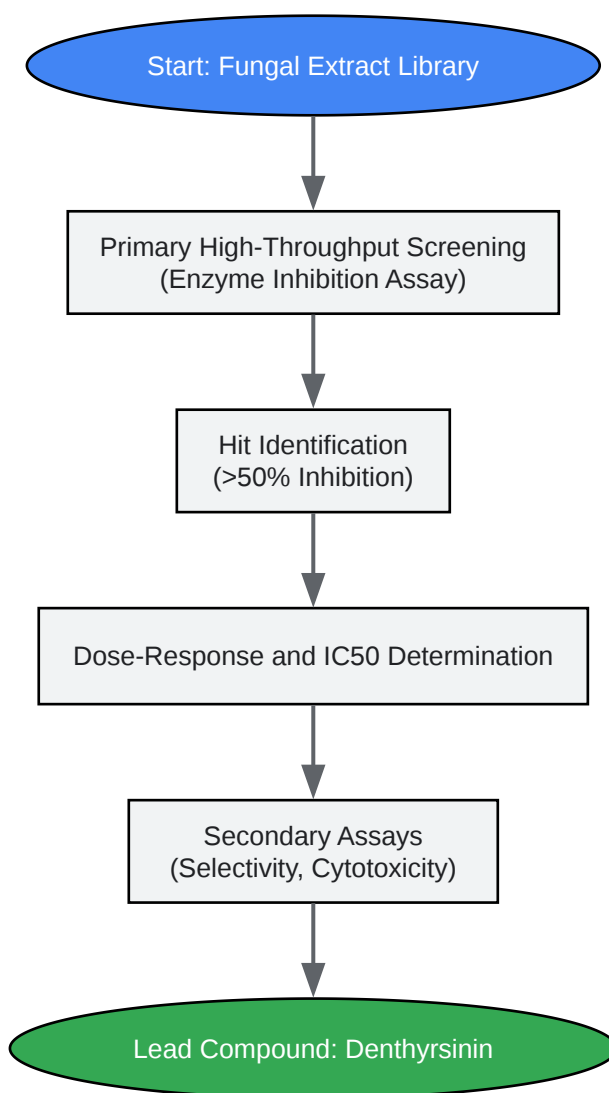 Start: Fungal Extract Library
Primary High-Throughput Screening
(Enzyme Inhibition Assay)
Hit Identification
(>50% Inhibition)
Dose-Response and IC50 Determination
Secondary Assays
(Selectivity, Cytotoxicity)
Lead Compound: Denthyrsinin